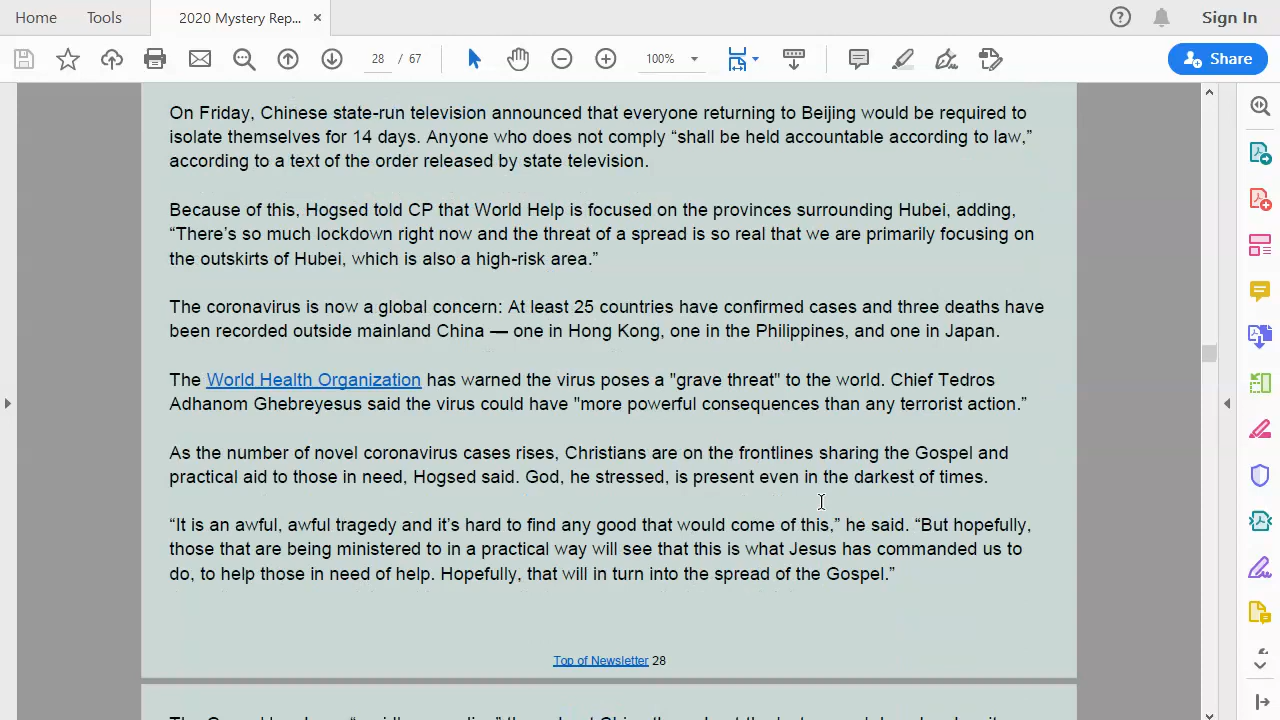 Home Tools 2020 Mystery Rep... × Sign In
28 / 67 100% Share
On Friday, Chinese state-run television announced that everyone returning to Beijing would be required to
isolate themselves for 14 days. Anyone who does not comply “shall be held accountable according to law,”
according to a text of the order released by state television.
Because of this, Hogsed told CP that World Help is focused on the provinces surrounding Hubei, adding,
“There’s so much lockdown right now and the threat of a spread is so real that we are primarily focusing on
the outskirts of Hubei, which is also a high-risk area.”
The coronavirus is now a global concern: At least 25 countries have confirmed cases and three deaths have
been recorded outside mainland China — one in Hong Kong, one in the Philippines, and one in Japan.
The World Health Organization has warned the virus poses a "grave threat" to the world. Chief Tedros
Adhanom Ghebreyesus said the virus could have "more powerful consequences than any terrorist action.”
As the number of novel coronavirus cases rises, Christians are on the frontlines sharing the Gospel and
practical aid to those in need, Hogsed said. God, he stressed, is present even in the darkest of times.
“It is an awful, awful tragedy and it’s hard to find any good that would come of this,” he said. “But hopefully,
those that are being ministered to in a practical way will see that this is what Jesus has commanded us to
do, to help those in need of help. Hopefully, that will in turn into the spread of the Gospel.”
Top of Newsletter 28